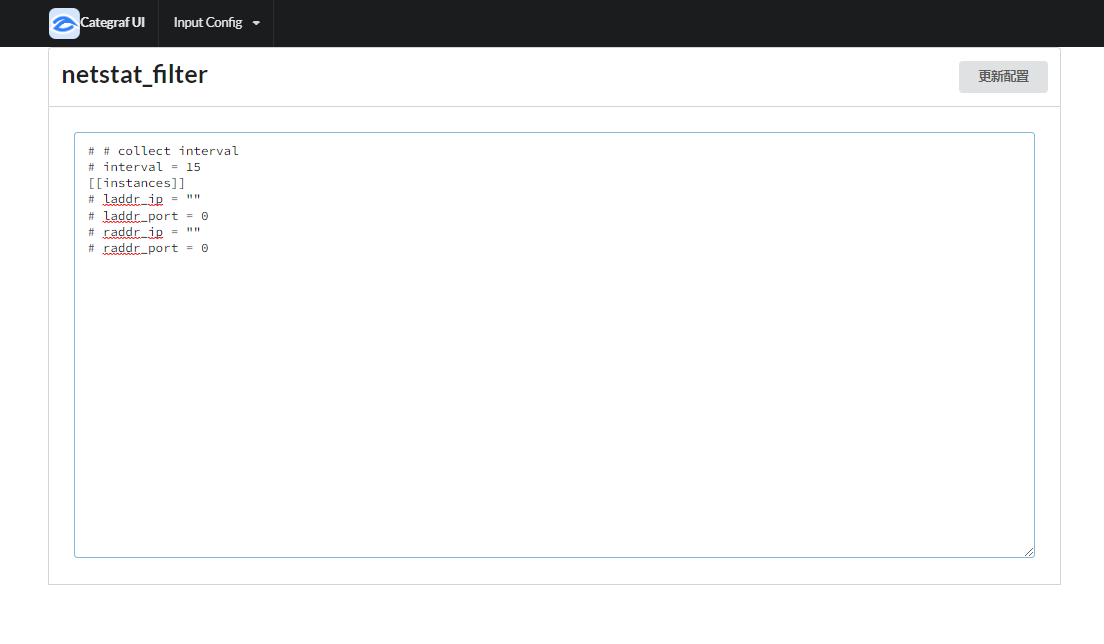 Categraf UI
Input Config
netstat_filter
更新配置
# # collect interval
# interval = 15
[[instances]]
# laddr_ip = ""
# laddr_port = 0
# raddr_ip = ""
# raddr_port = 0